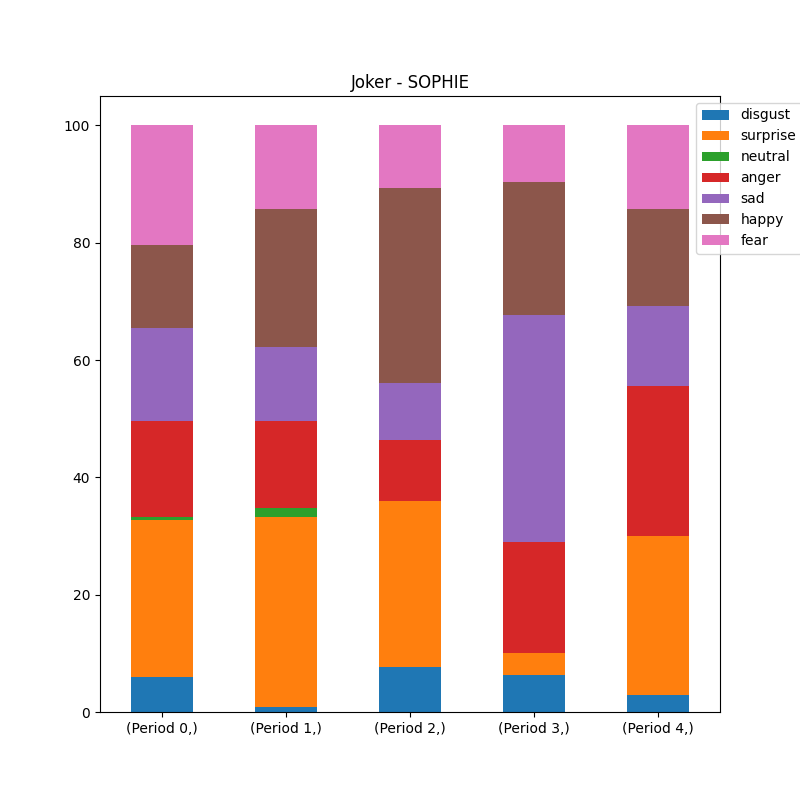 Joker - SOPHIE
100
80
60
40
20
0
(Period 0,) (Period 1,) (Period 2,) (Period 3,) (Period 4,)
disgust
surprise
neutral
anger
sad
happy
fear